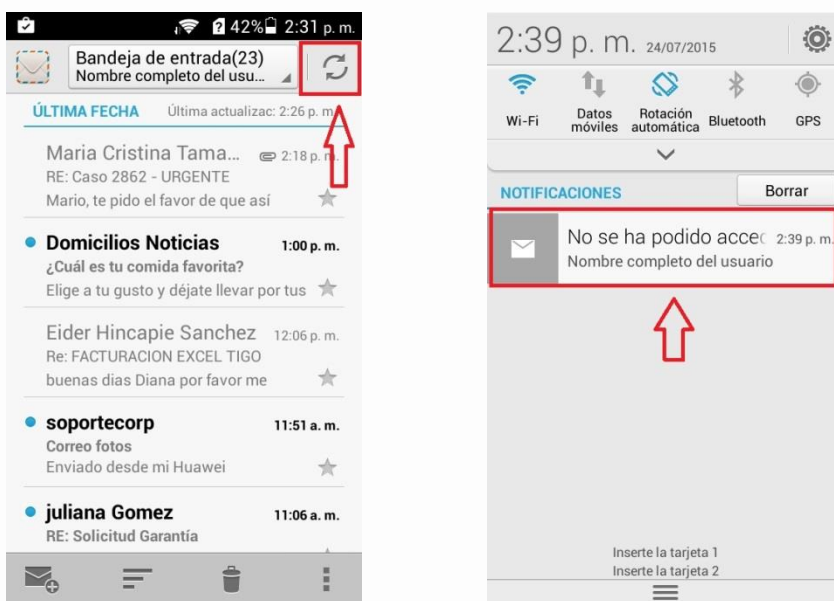 42% 2:31 p. m.
Bandeja de entrada(23)
Nombre completo del usu...
ÚLTIMA FECHA Última actualizac: 2:26 p. m.
Maria Cristina Tama... 2:18 p. m.
RE: Caso 2862 - URGENTE
Mario, te pido el favor de que así
Domicilios Noticias 1:00 p. m.
¿Cuál es tu comida favorita?
Elige a tu gusto y déjate llevar por tus
Eider Hincapie Sanchez 12:06 p. m.
Re: FACTURACION EXCEL TIGO
buenas dias Diana por favor me
soportecorp 11:51 a. m.
Correo fotos
Enviado desde mi Huawei
juliana Gomez 11:06 a. m.
RE: Solicitud Garantía
2:39 p. m. 24/07/2015
Wi-Fi
Datos móviles
Rotación automática
Bluetooth
GPS
NOTIFICACIONES Borrar
No se ha podido acce 2:39 p. m.
Nombre completo del usuario
Inserte la tarjeta 1
Inserte la tarjeta 2